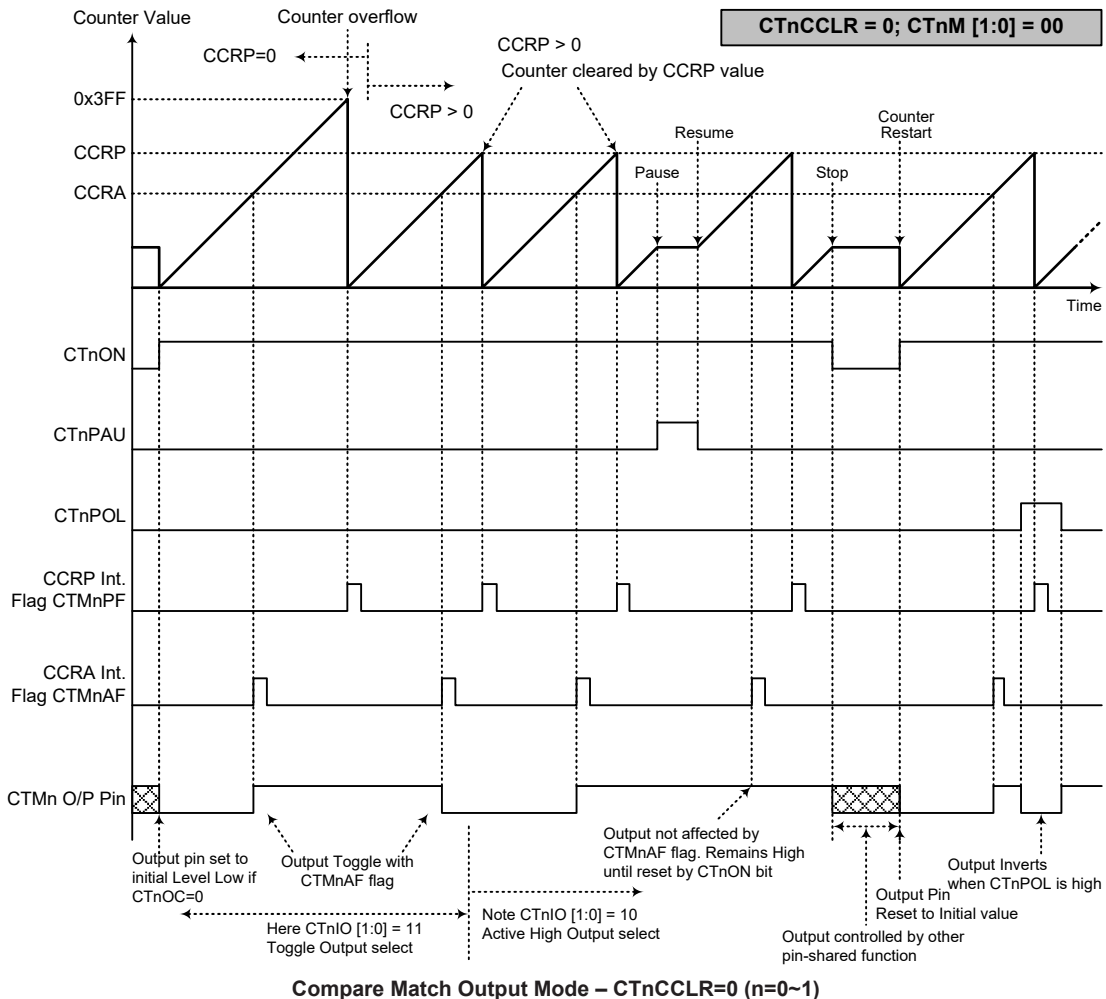 Counter Value
Counter overflow
CTnCCLR = 0; CTnM [1:0] = 00
CCRP=0
CCRP > 0
CCRP > 0
Counter cleared by CCRP value
0x3FF
CCRP
CCRA
Pause
Resume
Stop
Counter
Restart
Time
CTnON
CTnPAU
CTnPOL
CCRP Int.
Flag CTMnPF
CCRA Int.
Flag CTMnAF
CTMn O/P Pin
Output pin set to
initial Level Low if
CTnOC=0
Output Toggle with
CTMnAF flag
Here CTnIO [1:0] = 11
Toggle Output select
Note CTnIO [1:0] = 10
Active High Output select
Output not affected by
CTMnAF flag. Remains High
until reset by CTnON bit
Output controlled by other
pin-shared function
Output Pin
Reset to Initial value
Output Inverts
when CTnPOL is high
Compare Match Output Mode – CTnCCLR=0 (n=0~1)